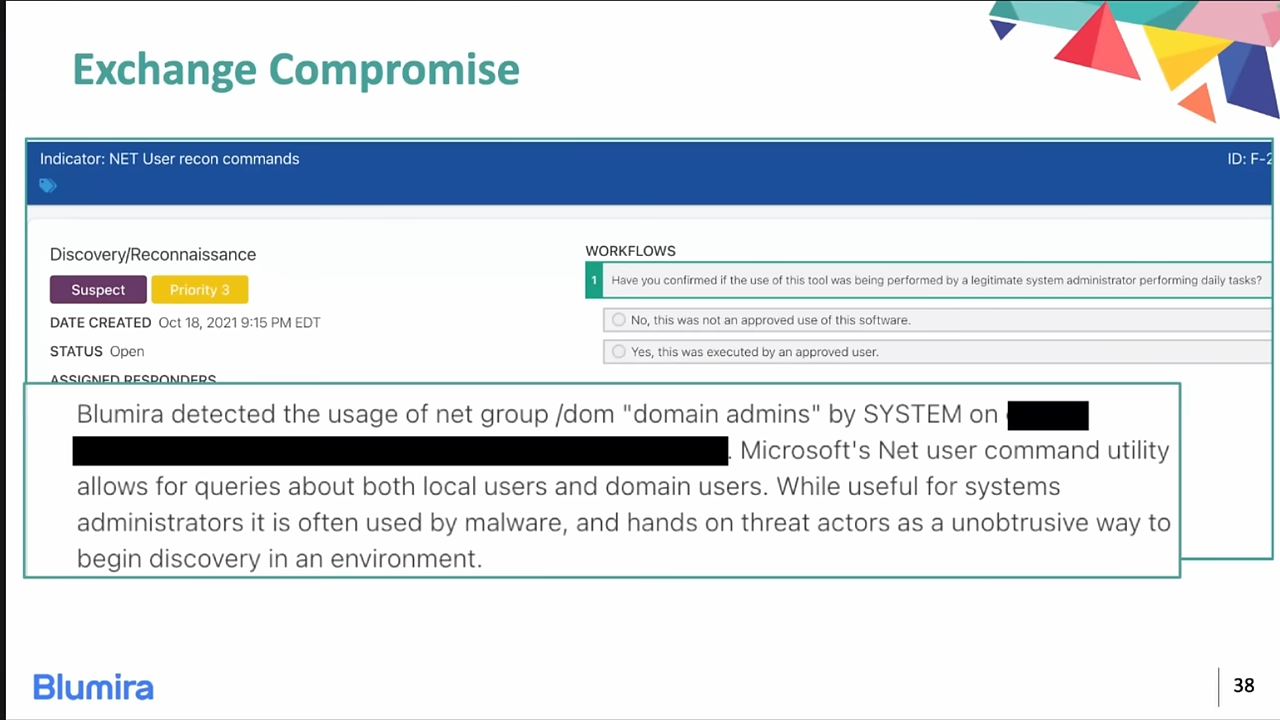 Exchange Compromise
Indicator: NET User recon commands
ID: F-2
Discovery/Reconnaissance
Suspect
Priority 3
DATE CREATED Oct 18, 2021 9:15 PM EDT
STATUS Open
ASSIGNED RESPONDERS
WORKFLOWS
1 Have you confirmed if the use of this tool was being performed by a legitimate system administrator performing daily tasks?
No, this was not an approved use of this software.
Yes, this was executed by an approved user.
Blumira detected the usage of net group /dom "domain admins" by SYSTEM on
. Microsoft's Net user command utility
allows for queries about both local users and domain users. While useful for systems
administrators it is often used by malware, and hands on threat actors as a unobtrusive way to
begin discovery in an environment.
Blumira
38